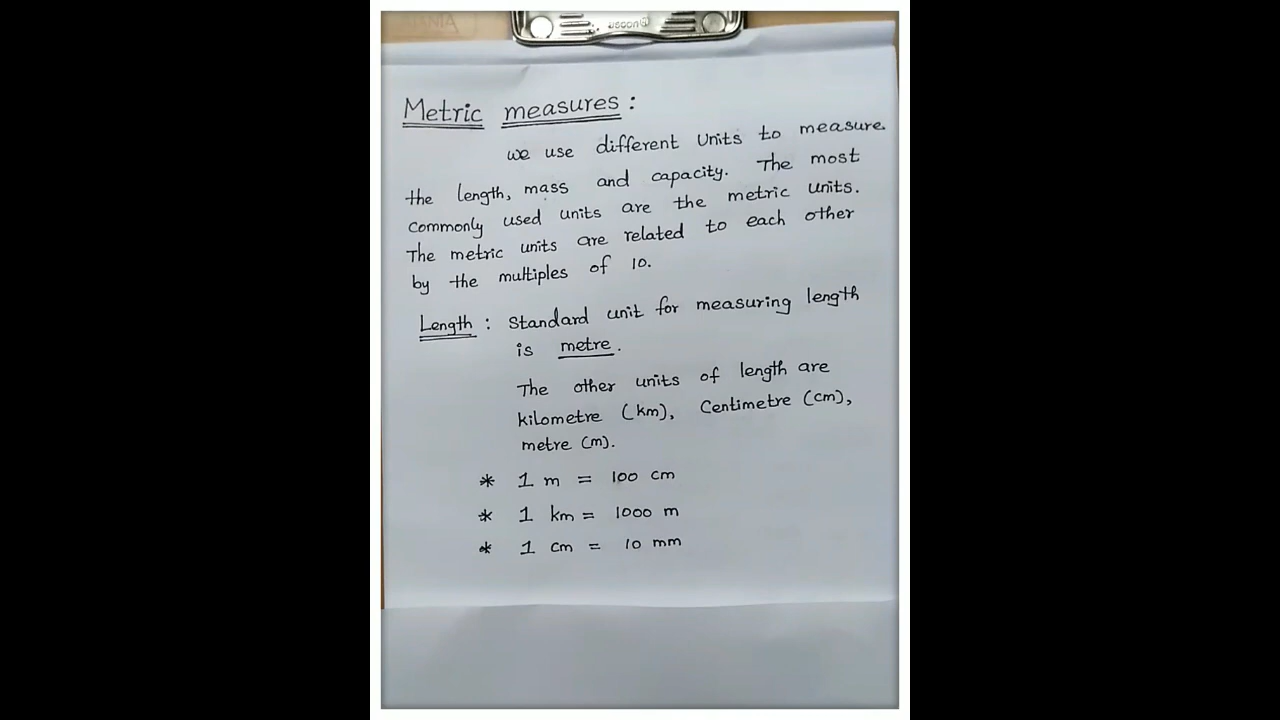 Metric measures:
we use different Units to measure.
the length, mass and capacity. The most
commonly used units are the metric units.
The metric units are related to each other
by the multiples of 10.
Length: Standard unit for measuring length
is metre.
The other units of length are
kilometre (km), Centimetre (cm),
metre (m).
* 1 m = 100 cm
* 1 km = 1000 m
* 1 cm = 10 mm